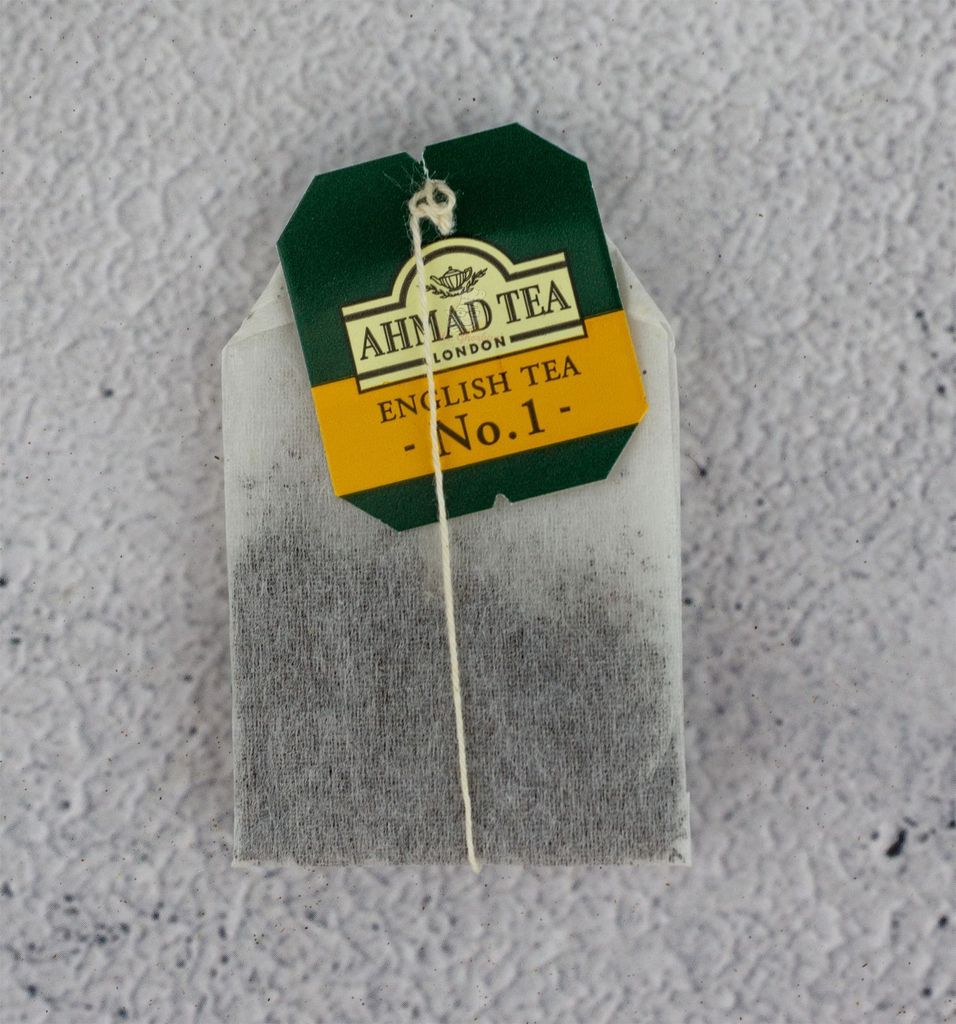 AHMAD TEA
LONDON
ENGLISH TEA
- No.1 -